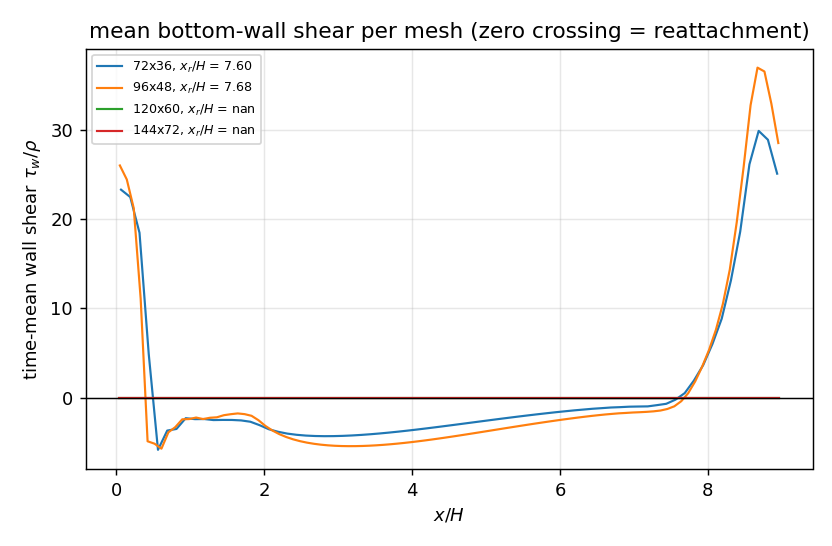 mean bottom-wall shear per mesh (zero crossing = reattachment)
72x36, x_r/H = 7.60
96x48, x_r/H = 7.68
120x60, x_r/H = nan
144x72, x_r/H = nan
time-mean wall shear τ_w/ρ
30
20
10
0
0 2 4 6 8
x/H